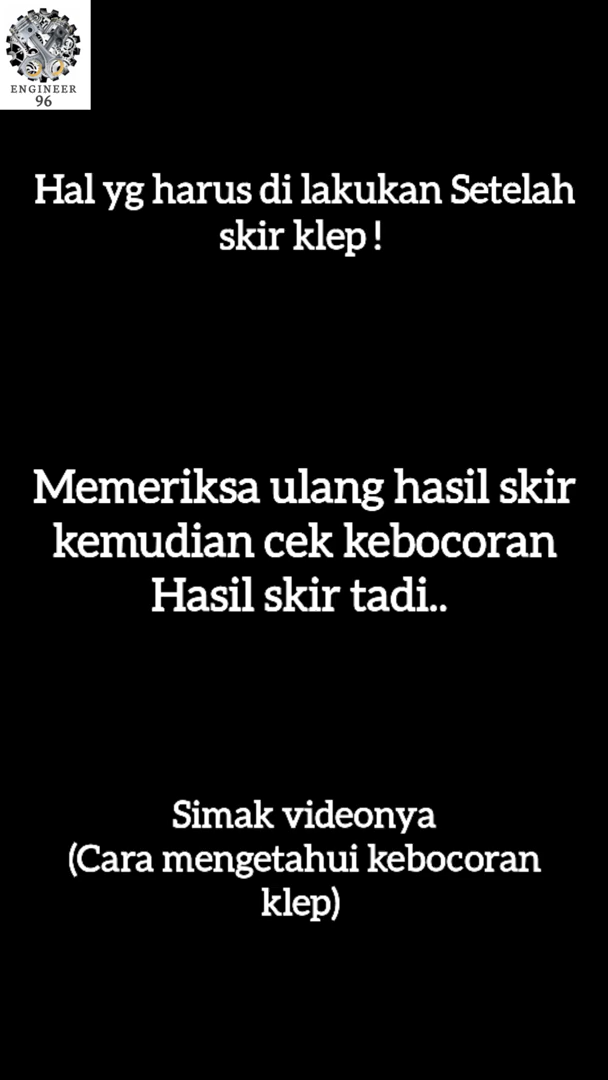 ENGINEER
96
Hal yg harus di lakukan Setelah
skir klep !
Memeriksa ulang hasil skir
kemudian cek kebocoran
Hasil skir tadi..
Simak videonya
(Cara mengetahui kebocoran
klep)